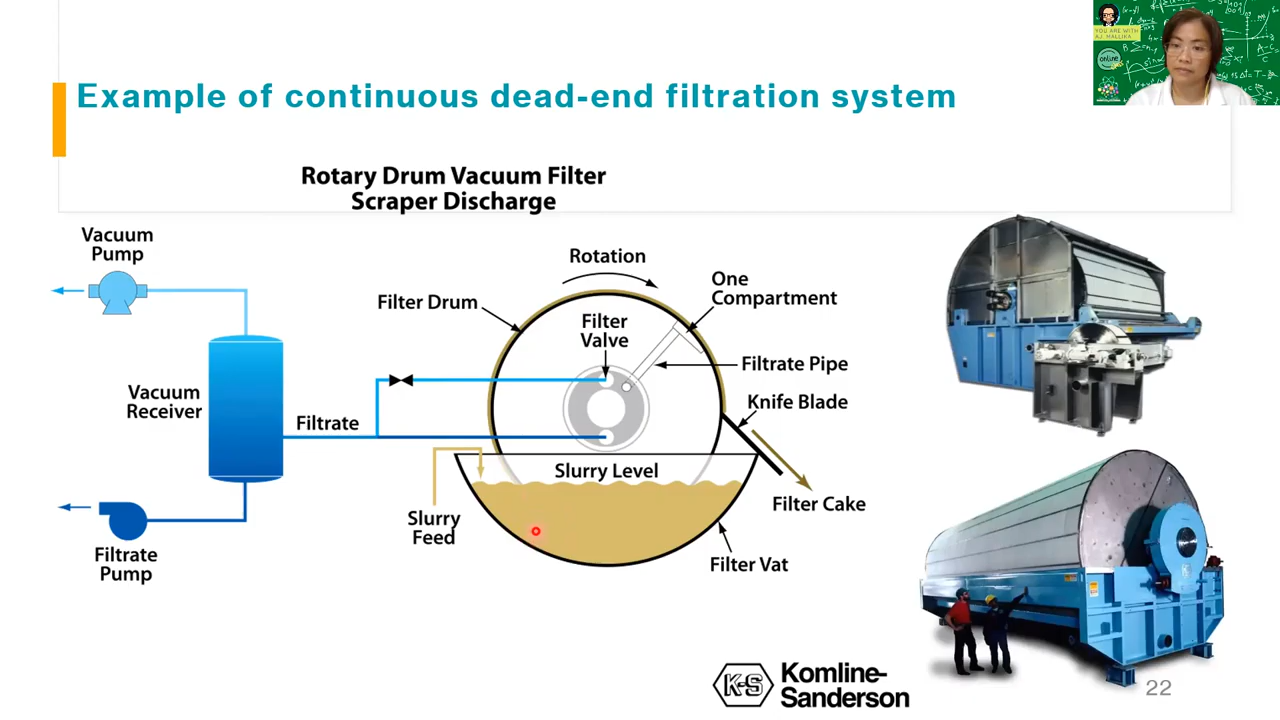 YOU ARE WITH
AJ. MALLIKA
online
Example of continuous dead-end filtration system
Rotary Drum Vacuum Filter
Scraper Discharge
Vacuum
Pump
Rotation
One
Compartment
Filter Drum
Filter
Valve
Filtrate Pipe
Vacuum
Receiver
Knife Blade
Filtrate
Slurry Level
Filter Cake
Slurry
Feed
Filtrate
Pump
Filter Vat
K-S
Komline-
Sanderson
22